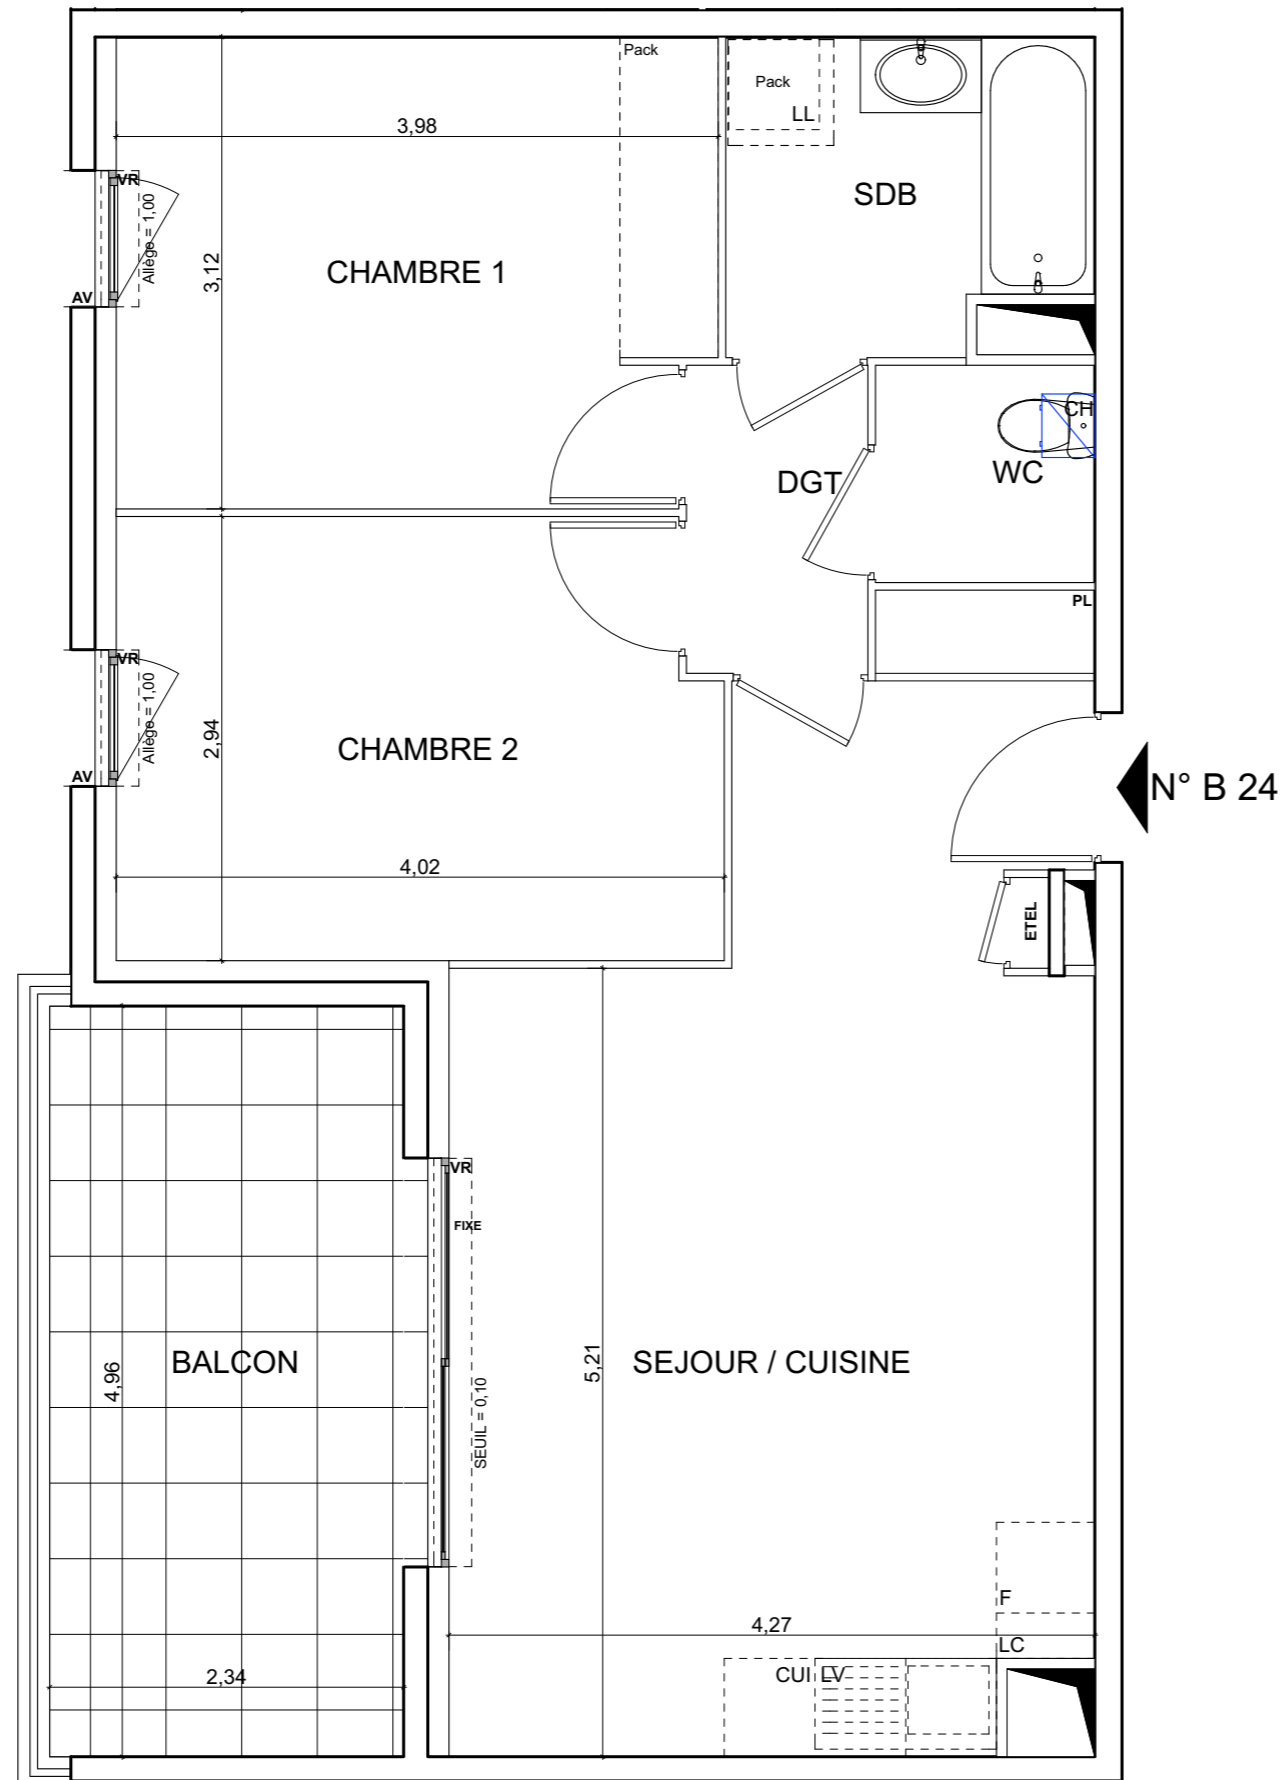 Pack
Pack
LL
3,98
SDB
VR
Allège = 1,00
3,12
CHAMBRE 1
AV
CH
DGT
WC
PL
VR
Allège = 1,00
2,94
CHAMBRE 2
AV
N° B 24
4,02
ETEL
VR
FIXE
BALCON
4,96
5,21
SEJOUR / CUISINE
SEUIL = 0,10
F
4,27
LC
2,34
CUI LV